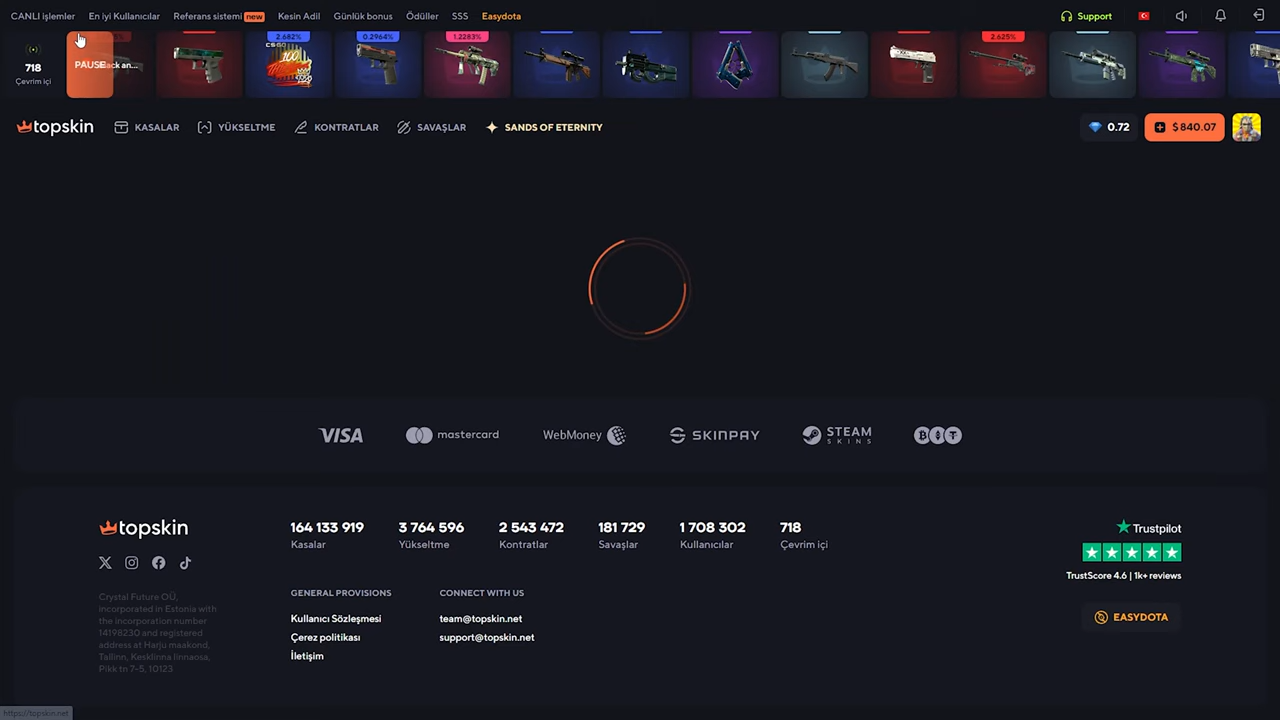 CANLI işlemler En iyi Kullanıcılar Referans sistemi new Kesin Adil Günlük bonus Ödüller SSS Easydota Support
718
Çevrim içi
PAUSE
2.682%
CS:GO
100
0.2964%
1.2283%
2.625%
topskin KASALAR YÜKSELTME KONTRATLAR SAVAŞLAR SANDS OF ETERNITY 0.72 $ 840.07
VISA mastercard WebMoney SKINPAY STEAM SKINS
topskin
164 133 919 3 764 596 2 543 472 181 729 1 708 302 718
Kasalar Yükseltme Kontratlar Savaşlar Kullanıcılar Çevrim içi
Trustpilot
TrustScore 4.6 | 1k+ reviews
EASYDOTA
Crystal Future OÜ,
incorporated in Estonia with
the incorporation number
14198230 and registered
address at Harju maakond,
Tallinn, Kesklinna linnaosa,
Pikk tn 7-5, 10123
GENERAL PROVISIONS
Kullanıcı Sözleşmesi
Çerez politikası
İletişim
CONNECT WITH US
team@topskin.net
support@topskin.net
https://topskin.net